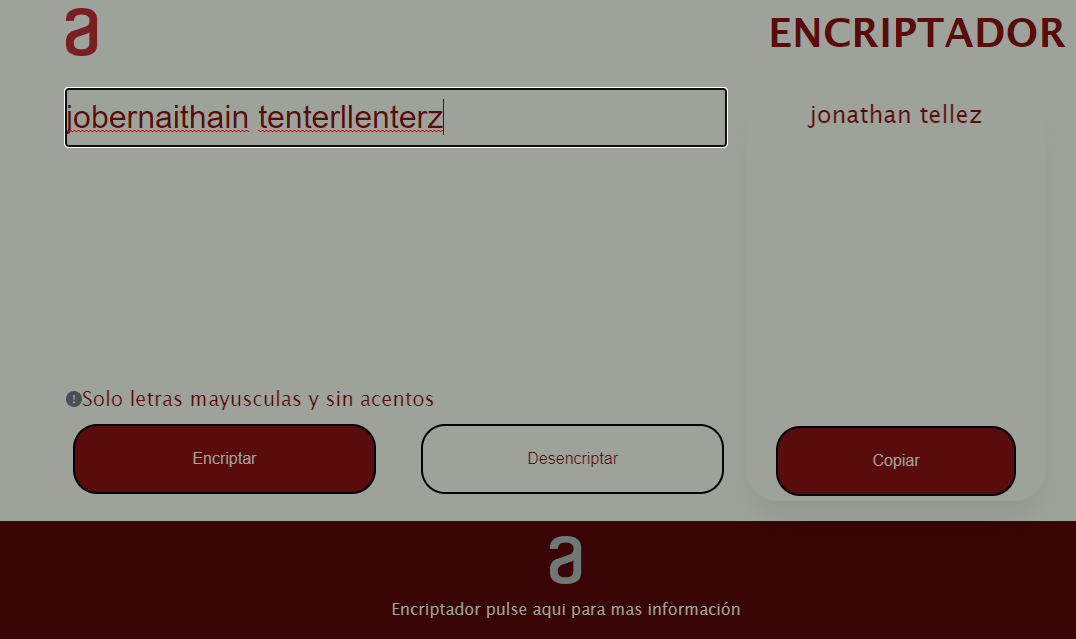 a
ENCRIPTADOR
jobernaithain tenterllenterz
jonathan tellez
Solo letras mayusculas y sin acentos
Encriptar
Desencriptar
Copiar
a
Encriptador pulse aqui para mas información